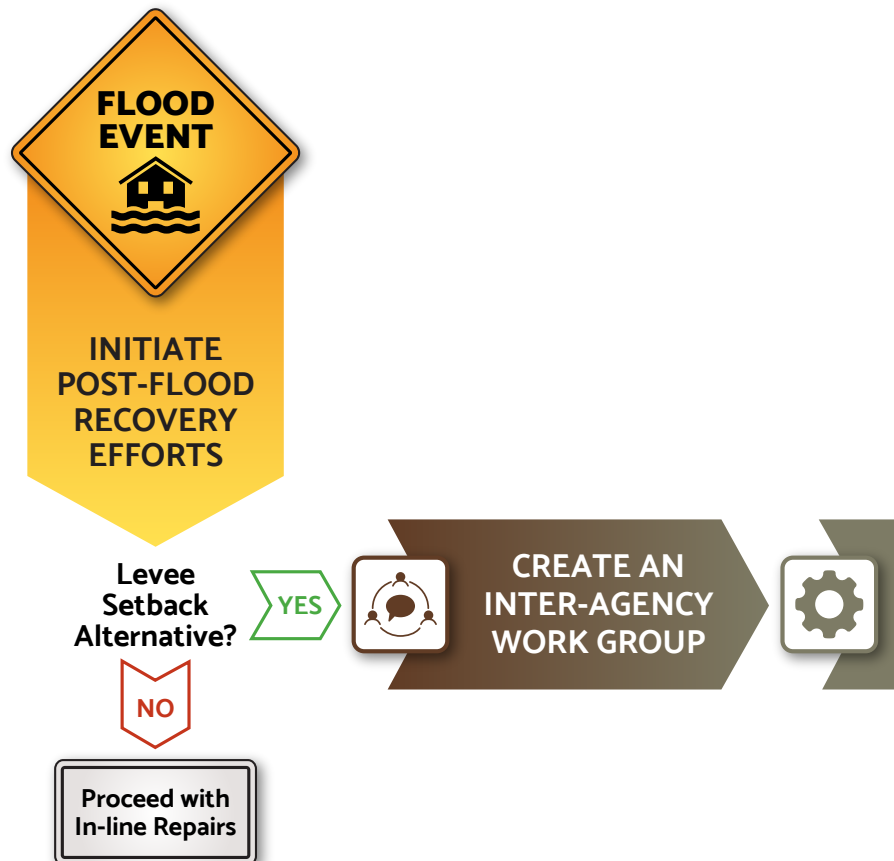 FLOOD
EVENT
INITIATE
POST-FLOOD
RECOVERY
EFFORTS
Levee
Setback
Alternative?
YES
CREATE AN
INTER-AGENCY
WORK GROUP
NO
Proceed with
In-line Repairs